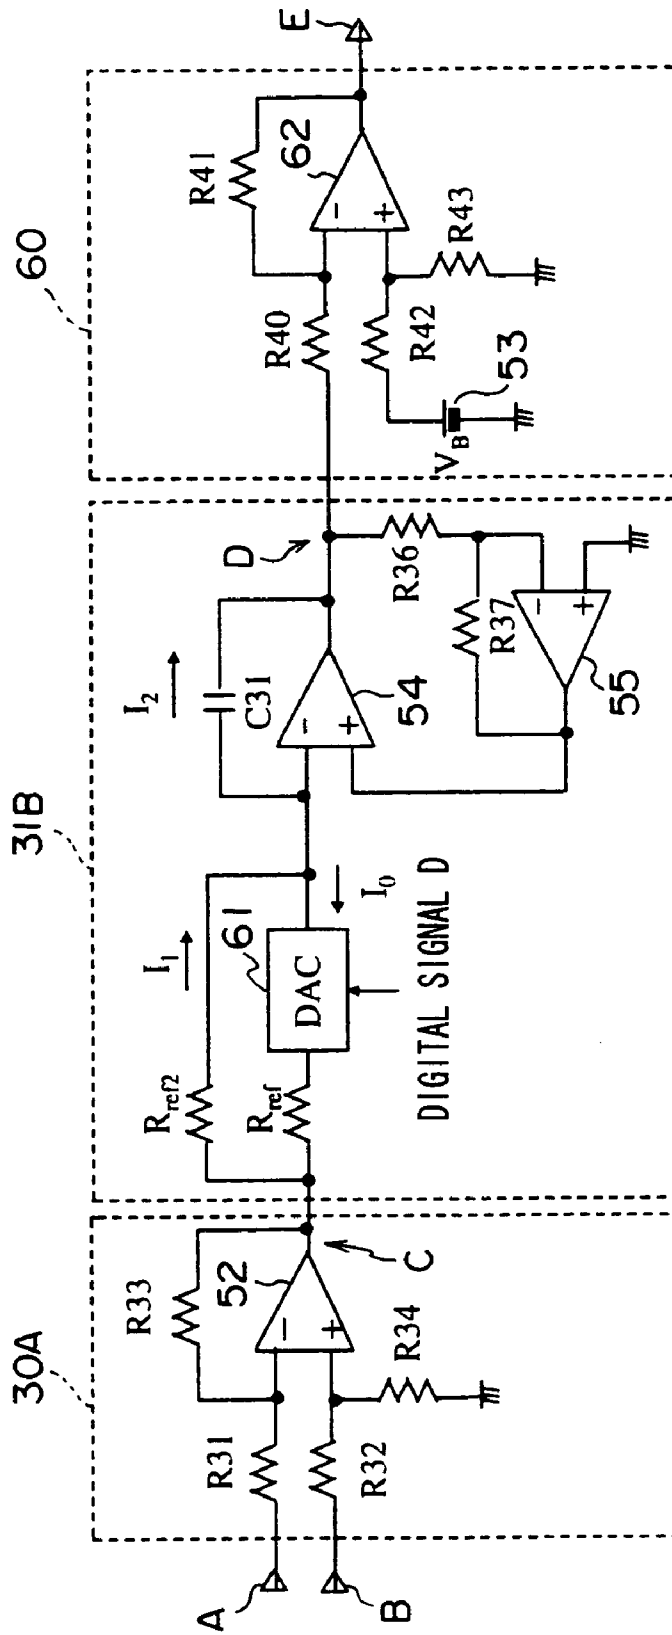 30A
31B
60
A
B
R31
R32
R33
52
-
+
R34
C
R_ref2
R_ref
I_1
61
DAC
I_0
DIGITAL SIGNAL D
I_2
C31
-
+
54
D
R36
R37
-
+
55
R40
R41
62
-
+
R42
R43
V_B
53
E